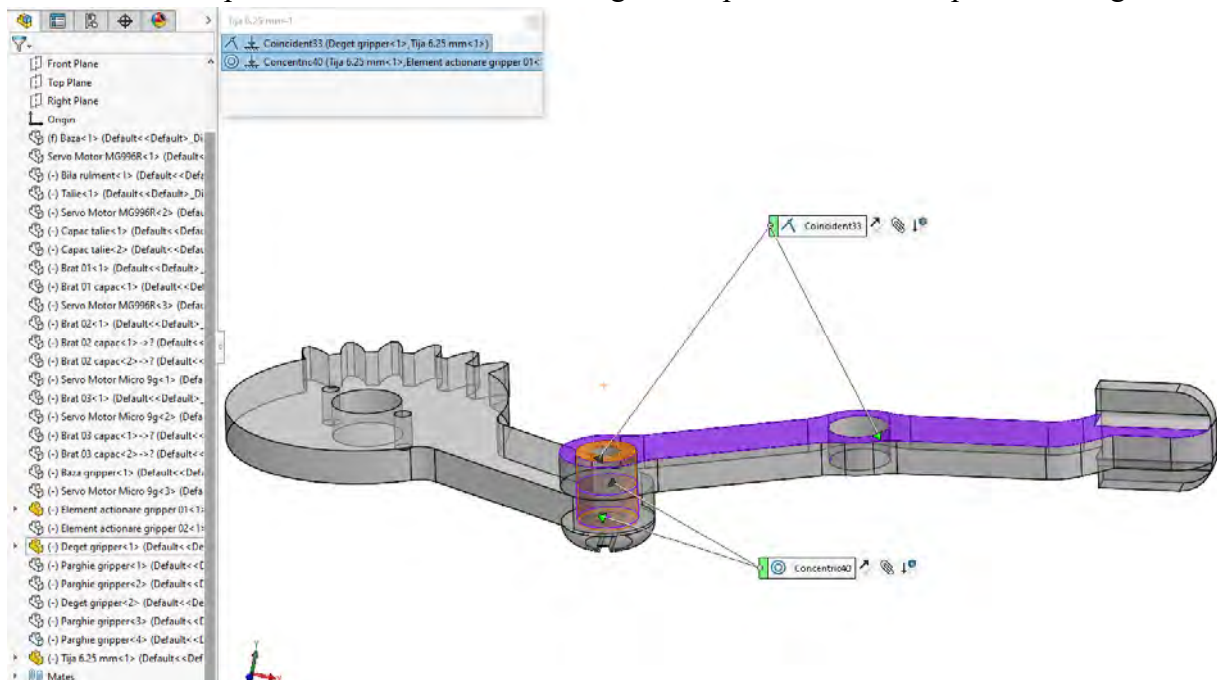 Tija 6.25 mm<1>
Coincident33 (Deget gripper<1>,Tija 6.25 mm<1>)
Concentric40 (Tija 6.25 mm<1>,Element actionare gripper 01<
Front Plane
Top Plane
Right Plane
Origin
(f) Baza<1> (Default<<Default>_Di
Servo Motor MG996R<1> (Default<
(-) Bila rulment<1> (Default<<Defa
(-) Talie<1> (Default<<Default>_Di
(-) Servo Motor MG996R<2> (Defau
(-) Capac talie<1> (Default<<Defau
(-) Capac talie<2> (Default<<Defau
(-) Brat 01<1> (Default<<Default>_
(-) Brat 01 capac<1> (Default<<Def
(-) Servo Motor MG996R<3> (Defau
(-) Brat 02<1> (Default<<Default>_
(-) Brat 02 capac<1>->? (Default<<
(-) Brat 02 capac<2>->? (Default<<
(-) Servo Motor Micro 9g<1> (Defa
(-) Brat 03<1> (Default<<Default>_
(-) Servo Motor Micro 9g<2> (Defa
(-) Brat 03 capac<1>->? (Default<<
(-) Brat 03 capac<2>->? (Default<<
(-) Baza gripper<1> (Default<<Defa
(-) Servo Motor Micro 9g<3> (Defa
(-) Element actionare gripper 01<1>
(-) Element actionare gripper 02<1>
(-) Deget gripper<1> (Default<<De
(-) Parghie gripper<1> (Default<<D
(-) Parghie gripper<2> (Default<<D
(-) Deget gripper<2> (Default<<De
(-) Parghie gripper<3> (Default<<D
(-) Parghie gripper<4> (Default<<D
(-) Tija 6.25 mm<1> (Default<<Def
Mates
Coincident33
Concentric40
Y